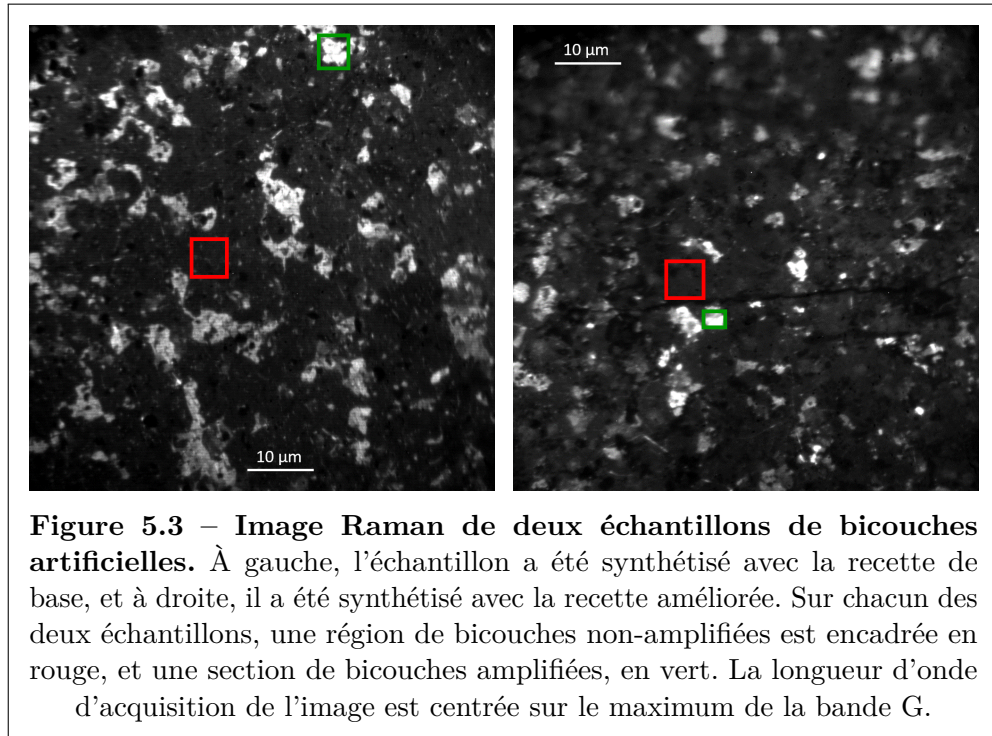 10 µm
10 µm
Figure 5.3 – Image Raman de deux échantillons de bicouches
artificielles. À gauche, l'échantillon a été synthétisé avec la recette de
base, et à droite, il a été synthétisé avec la recette améliorée. Sur chacun des
deux échantillons, une région de bicouches non-amplifiées est encadrée en
rouge, et une section de bicouches amplifiées, en vert. La longueur d'onde
d'acquisition de l'image est centrée sur le maximum de la bande G.